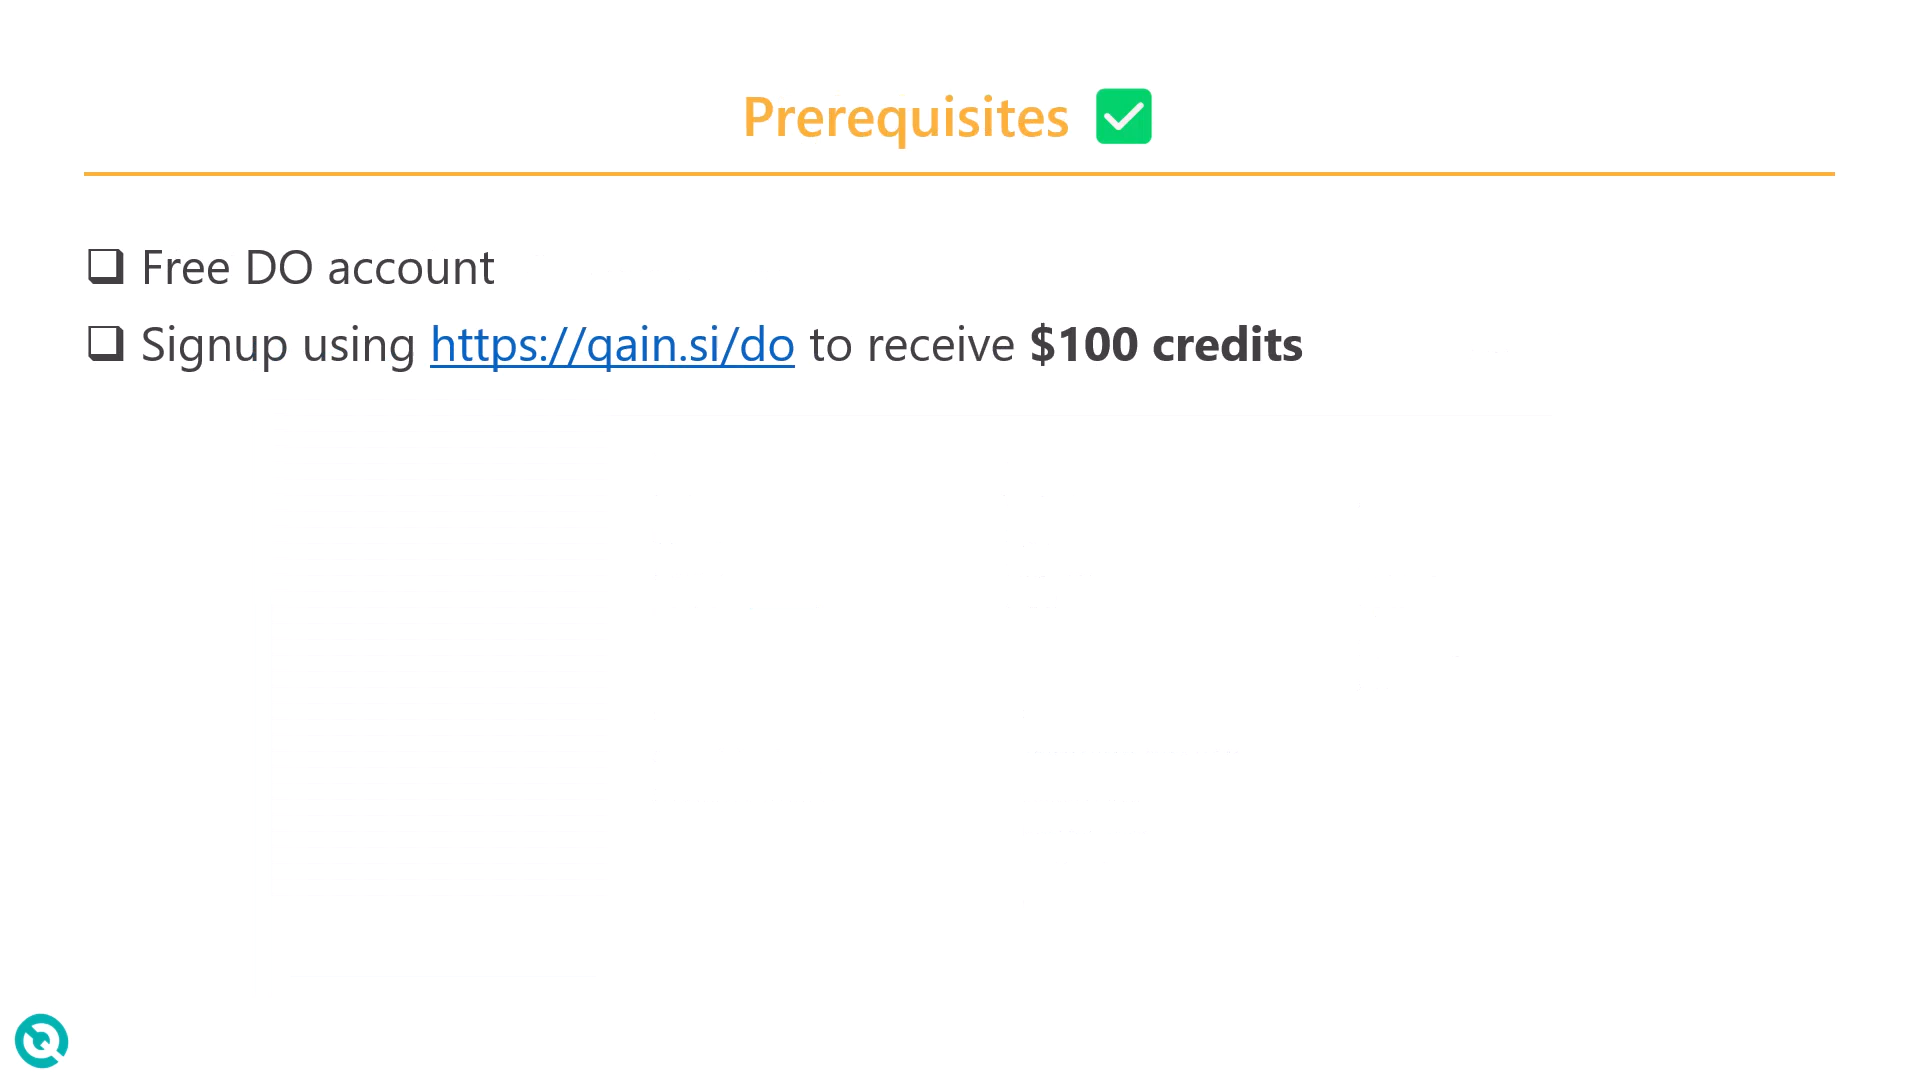 Prerequisites ✅
❑ Free DO account
❑ Signup using https://qain.si/do to receive $100 credits